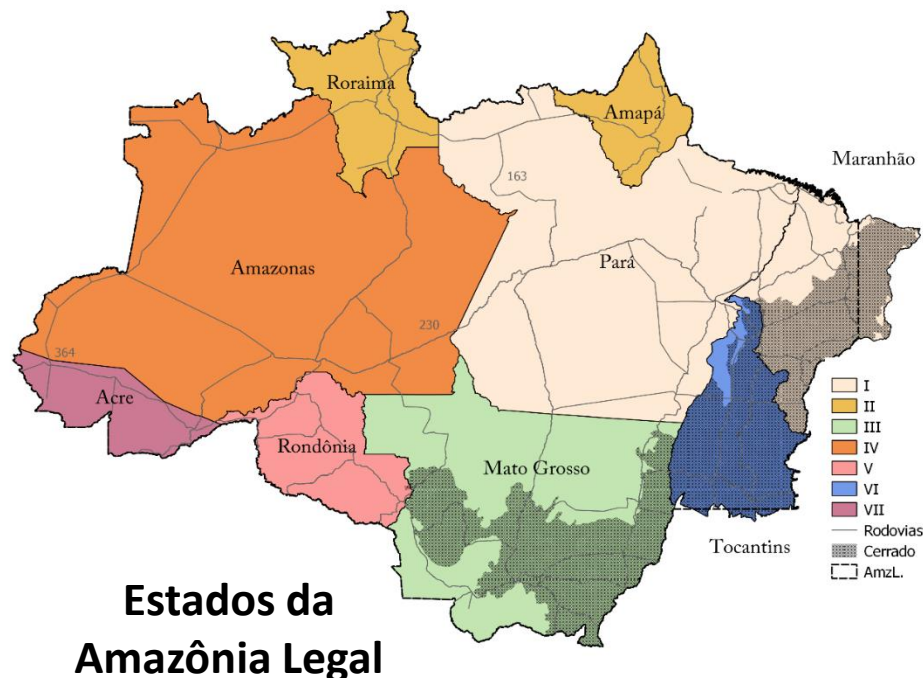 Roraima
Amapá
Maranhão
163
Amazonas
Pará
230
364
Acre
Rondônia
Mato Grosso
Tocantins
I
II
III
IV
V
VI
VII
Rodovias
Cerrado
AmzL.
Estados da
Amazônia Legal